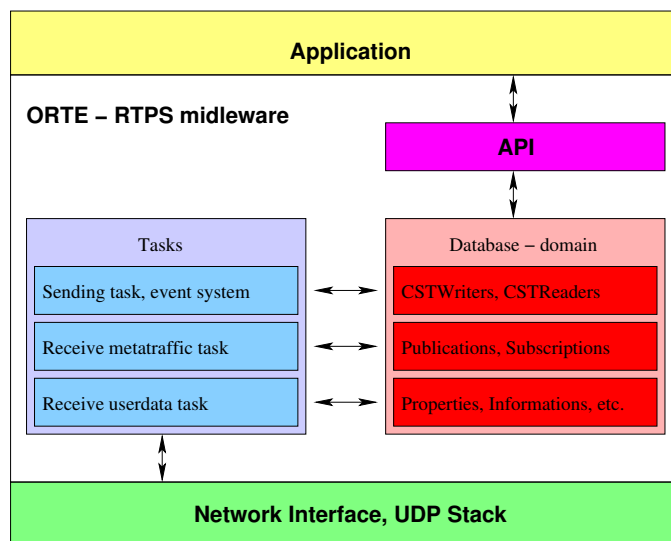 Application
ORTE − RTPS midleware
API
Tasks
Sending task, event system
Receive metatraffic task
Receive userdata task
Database − domain
CSTWriters, CSTReaders
Publications, Subscriptions
Properties, Informations, etc.
Network Interface, UDP Stack